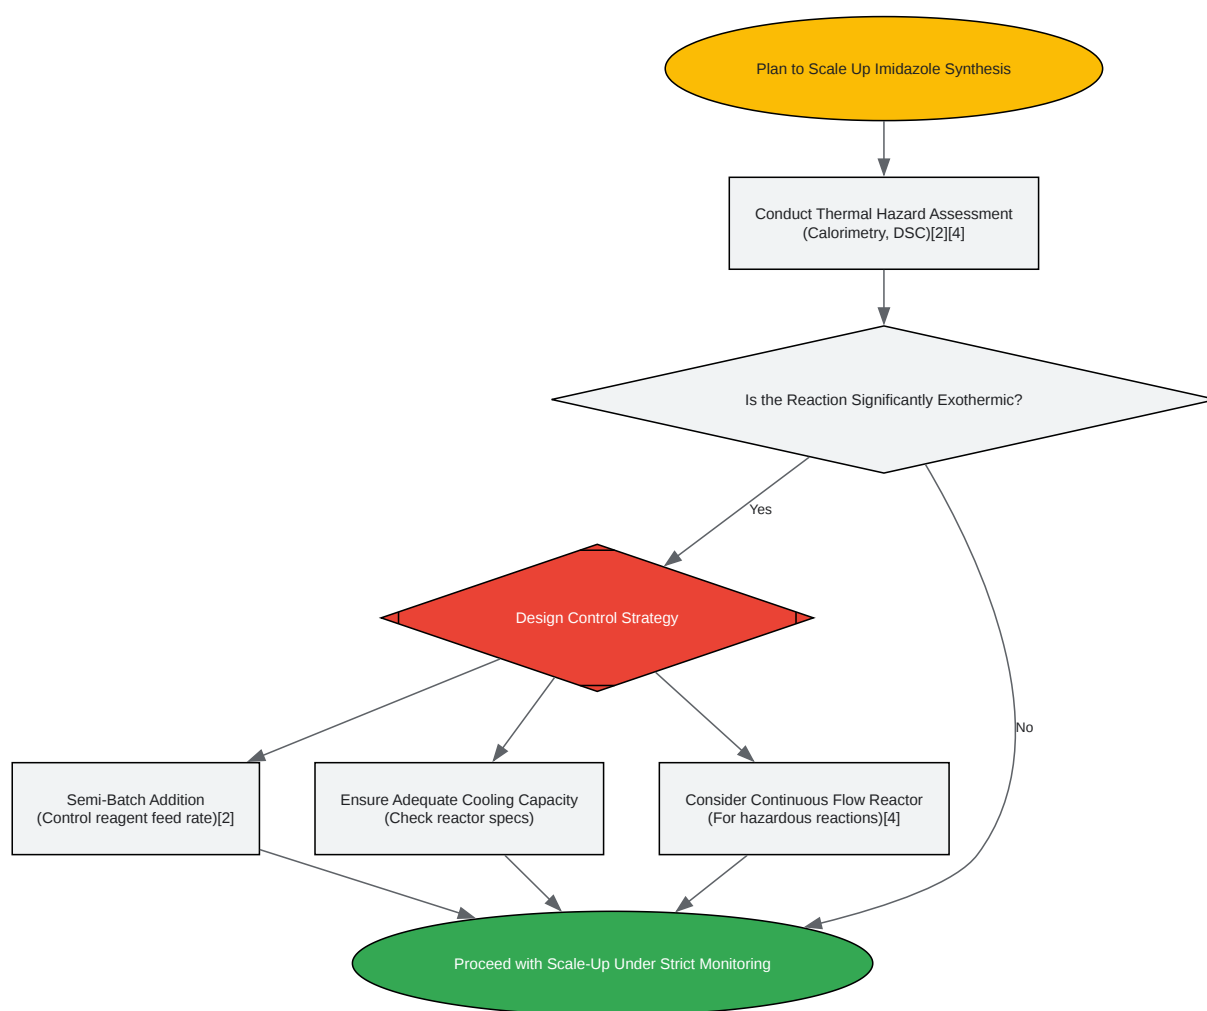 Plan to Scale Up Imidazole Synthesis
Conduct Thermal Hazard Assessment
(Calorimetry, DSC)[2][4]
Is the Reaction Significantly Exothermic?
Yes
Design Control Strategy
No
Semi-Batch Addition
(Control reagent feed rate)[2]
Ensure Adequate Cooling Capacity
(Check reactor specs)
Consider Continuous Flow Reactor
(For hazardous reactions)[4]
Proceed with Scale-Up Under Strict Monitoring